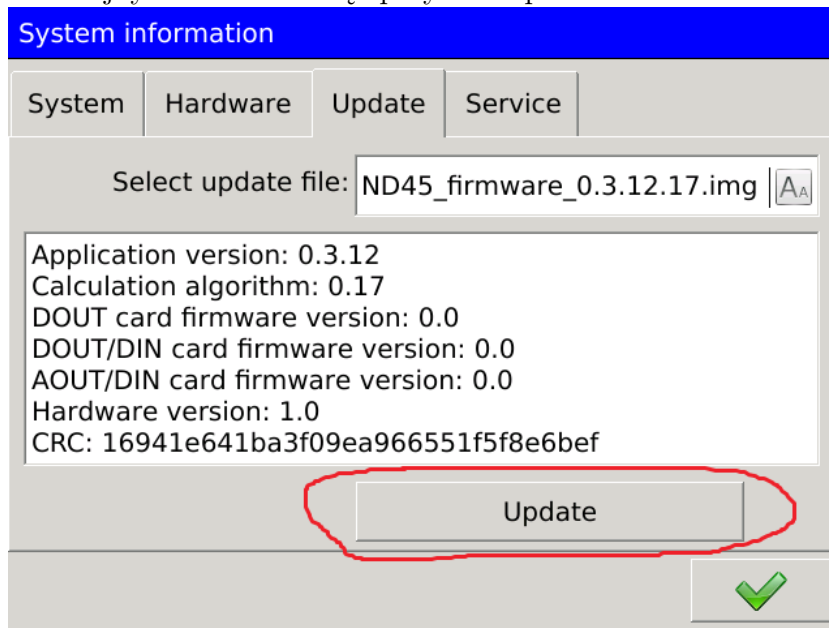 System information
System Hardware Update Service
Select update file: ND45_firmware_0.3.12.17.img AA
Application version: 0.3.12
Calculation algorithm: 0.17
DOUT card firmware version: 0.0
DOUT/DIN card firmware version: 0.0
AOUT/DIN card firmware version: 0.0
Hardware version: 1.0
CRC: 16941e641ba3f09ea966551f5f8e6bef
Update